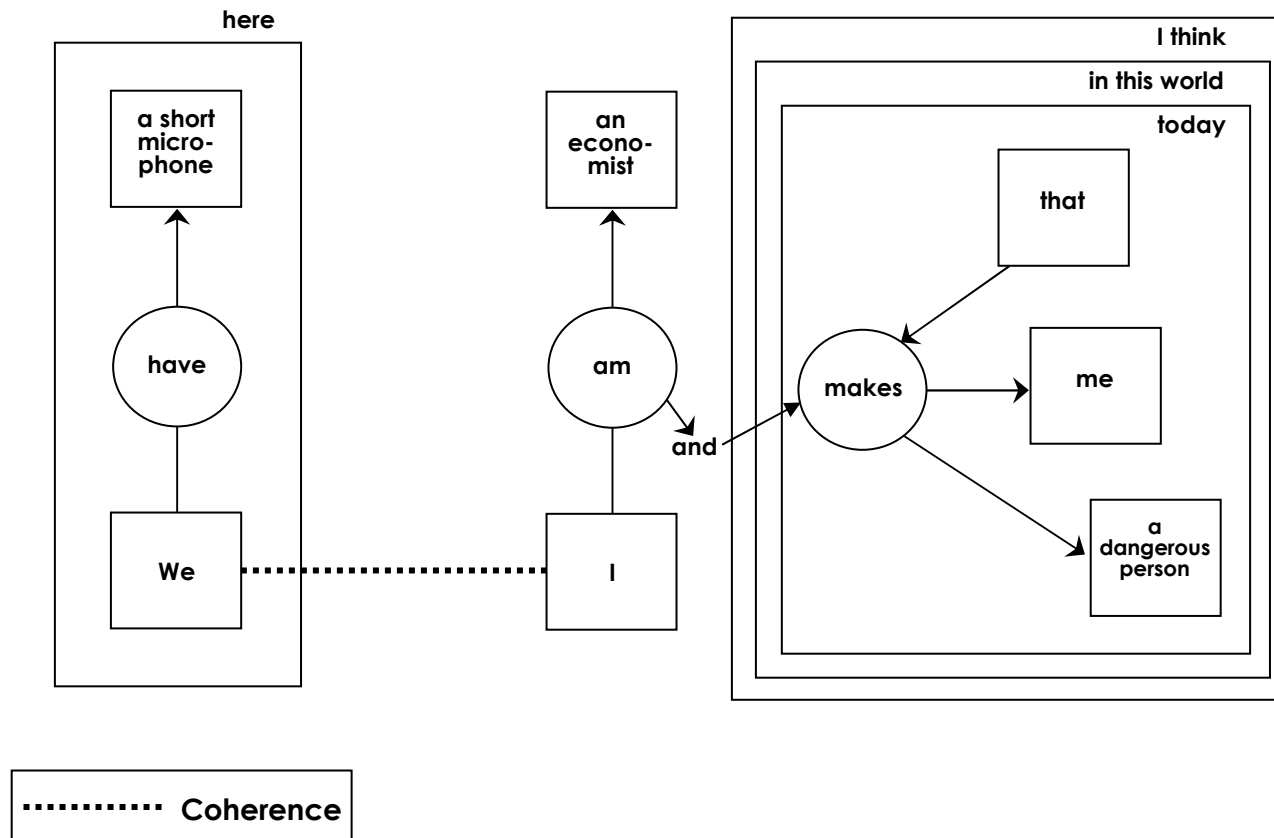 here
I think
in this world
today
a short
micro-
phone
an
econo-
mist
that
have
am
makes
me
and
We
I
a
dangerous
person
Coherence